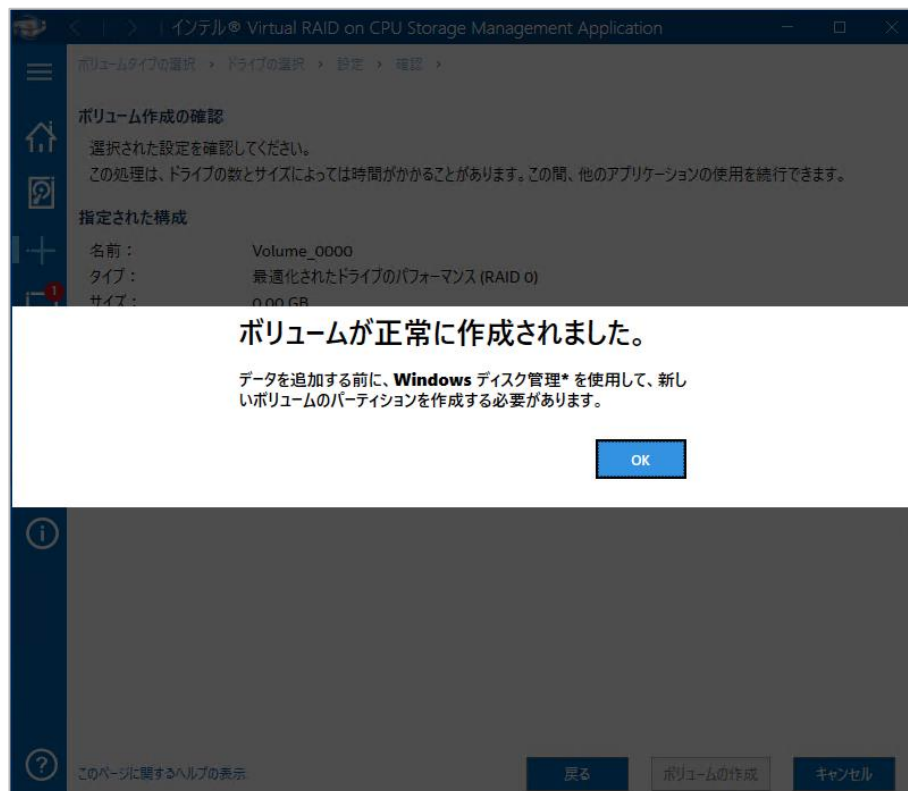 インテル® Virtual RAID on CPU Storage Management Application
ボリュームタイプの選択 › ドライブの選択 › 設定 › 確認 ›
ボリューム作成の確認
選択された設定を確認してください。
この処理は、ドライブの数とサイズによっては時間がかかることがあります。この間、他のアプリケーションの使用を続行できます。
指定された構成
名前： Volume_0000
タイプ： 最適化されたドライブのパフォーマンス (RAID 0)
1
サイズ： 0.00 GB
ボリュームが正常に作成されました。
データを追加する前に、Windows ディスク管理* を使用して、新し
いボリュームのパーティションを作成する必要があります。
OK
このページに関するヘルプの表示
戻る ボリュームの作成 キャンセル